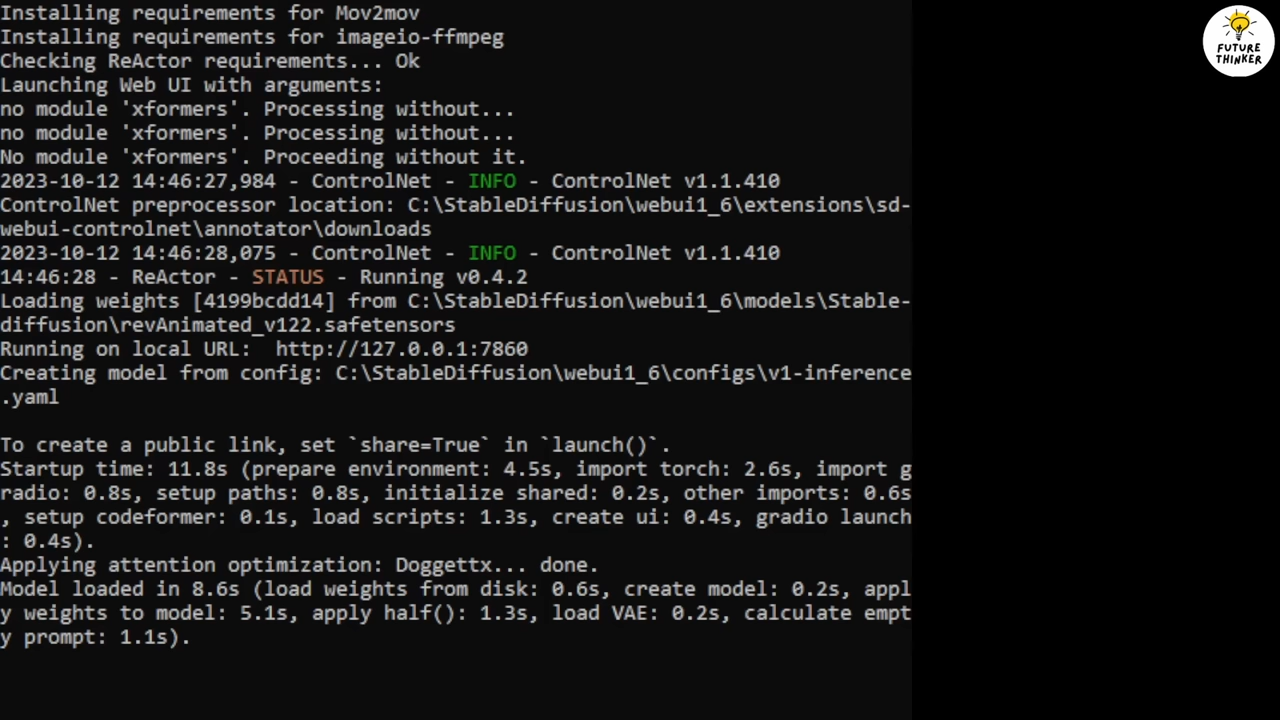 Installing requirements for Mov2mov
Installing requirements for imageio-ffmpeg
Checking ReActor requirements... Ok
Launching Web UI with arguments:
no module 'xformers'. Processing without...
no module 'xformers'. Processing without...
No module 'xformers'. Proceeding without it.
2023-10-12 14:46:27,984 - ControlNet - INFO - ControlNet v1.1.410
ControlNet preprocessor location: C:\StableDiffusion\webui1_6\extensions\sd-
webui-controlnet\annotator\downloads
2023-10-12 14:46:28,075 - ControlNet - INFO - ControlNet v1.1.410
14:46:28 - ReActor - STATUS - Running v0.4.2
Loading weights [4199bcdd14] from C:\StableDiffusion\webui1_6\models\Stable-
diffusion\revAnimated_v122.safetensors
Running on local URL:  http://127.0.0.1:7860
Creating model from config: C:\StableDiffusion\webui1_6\configs\v1-inference
.yaml
To create a public link, set `share=True` in `launch()`.
Startup time: 11.8s (prepare environment: 4.5s, import torch: 2.6s, import g
radio: 0.8s, setup paths: 0.8s, initialize shared: 0.2s, other imports: 0.6s
, setup codeformer: 0.1s, load scripts: 1.3s, create ui: 0.4s, gradio launch
: 0.4s).
Applying attention optimization: Doggettx... done.
Model loaded in 8.6s (load weights from disk: 0.6s, create model: 0.2s, appl
y weights to model: 5.1s, apply half(): 1.3s, load VAE: 0.2s, calculate empt
y prompt: 1.1s).
FUTURE
THINKER